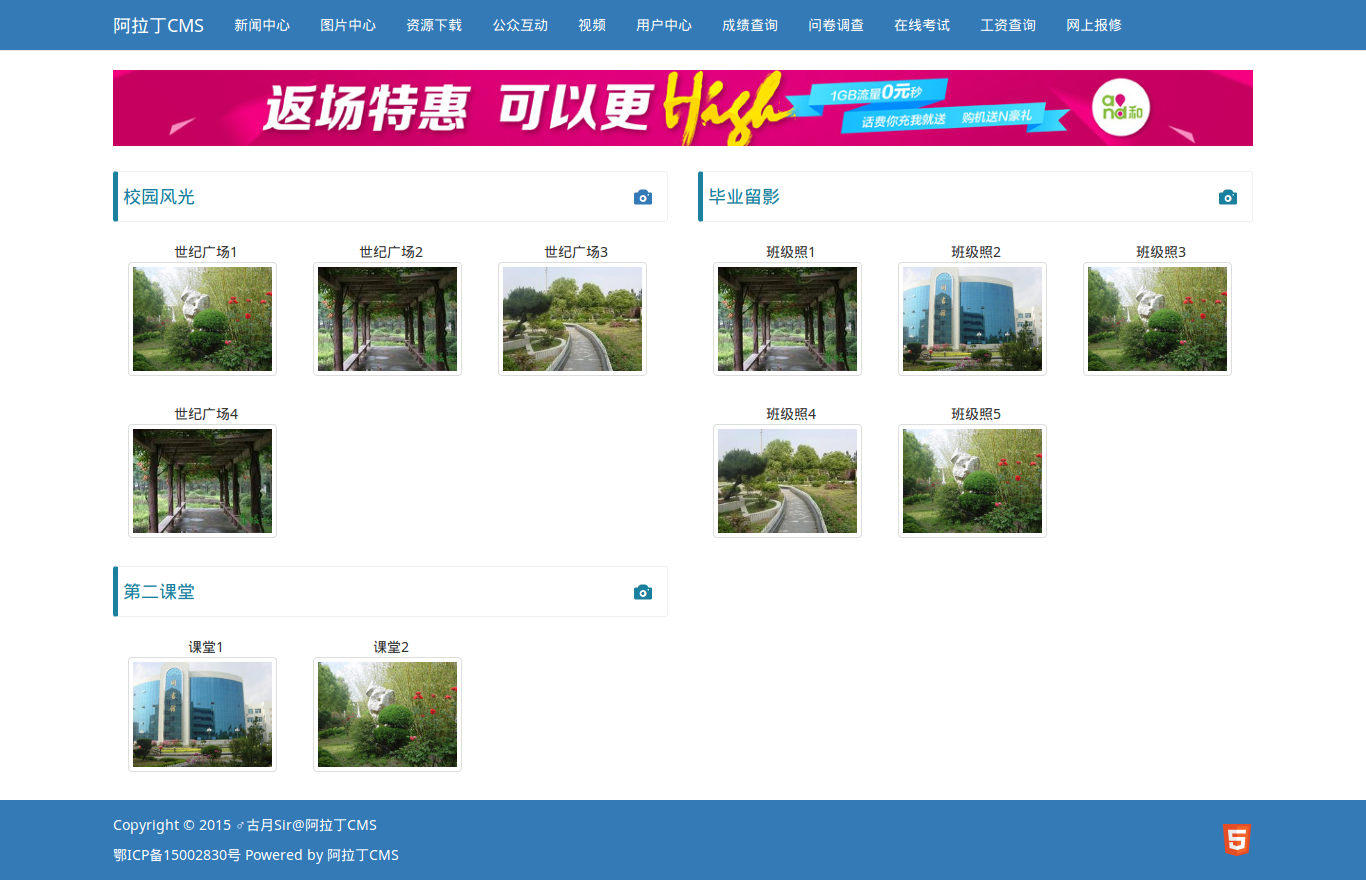 阿拉丁CMS 新闻中心 图片中心 资源下载 公众互动 视频 用户中心 成绩查询 问卷调查 在线考试 工资查询 网上报修
返场特惠 可以更High
1GB流量0元秒
话费你充我就送 购机送N豪礼
and和
校园风光
世纪广场1 世纪广场2 世纪广场3
世纪广场4
毕业留影
班级照1 班级照2 班级照3
班级照4 班级照5
第二课堂
课堂1 课堂2
Copyright © 2015 ♂古月Sir@阿拉丁CMS
鄂ICP备15002830号 Powered by 阿拉丁CMS
5